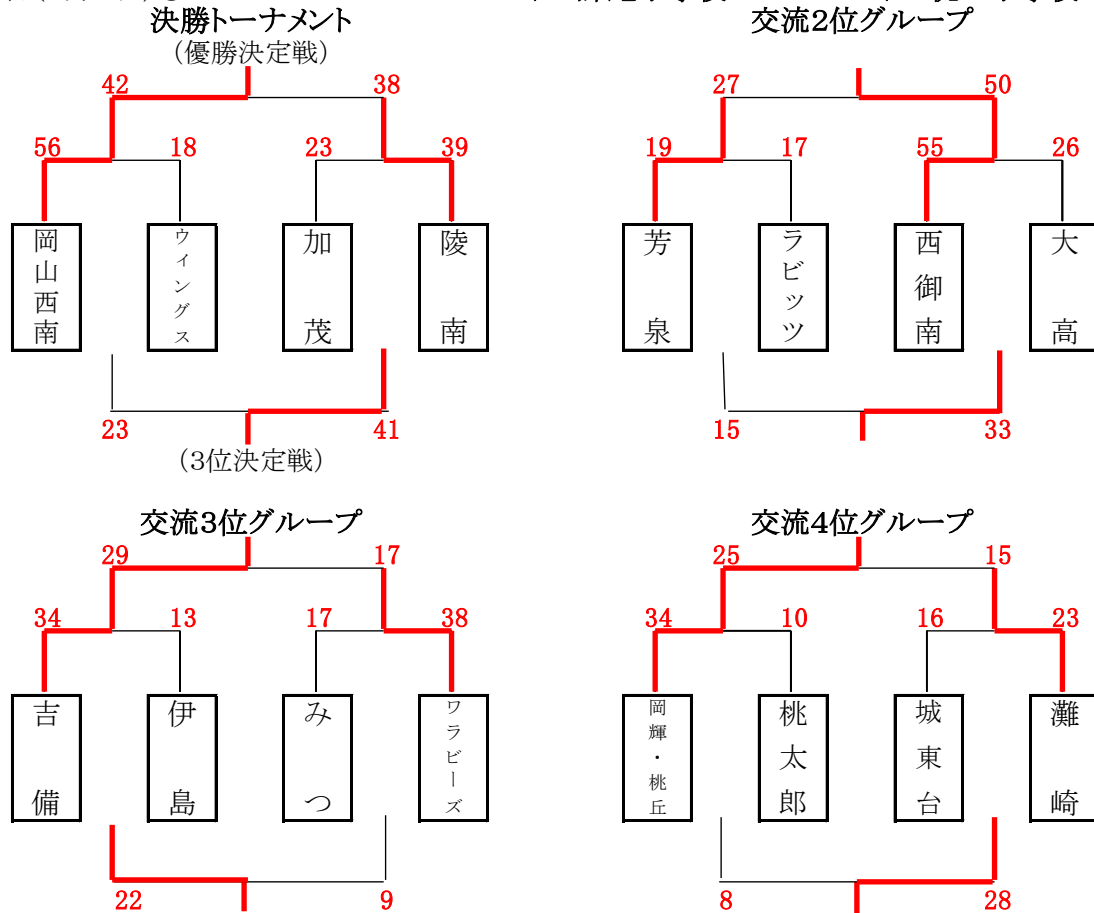 決勝トーナメント
(優勝決定戦)
42 38
56 18 23 39
岡山西南
ウィングス
加茂
陵南
23 41
(3位決定戦)
交流2位グループ
27 50
19 17 55 26
芳泉
ラビッツ
西御南
大高
15 33
交流3位グループ
29 17
34 13 17 38
吉備
伊島
みつ
ワラビーズ
22 9
交流4位グループ
25 15
34 10 16 23
岡輝・桃丘
桃太郎
城東台
灘崎
8 28